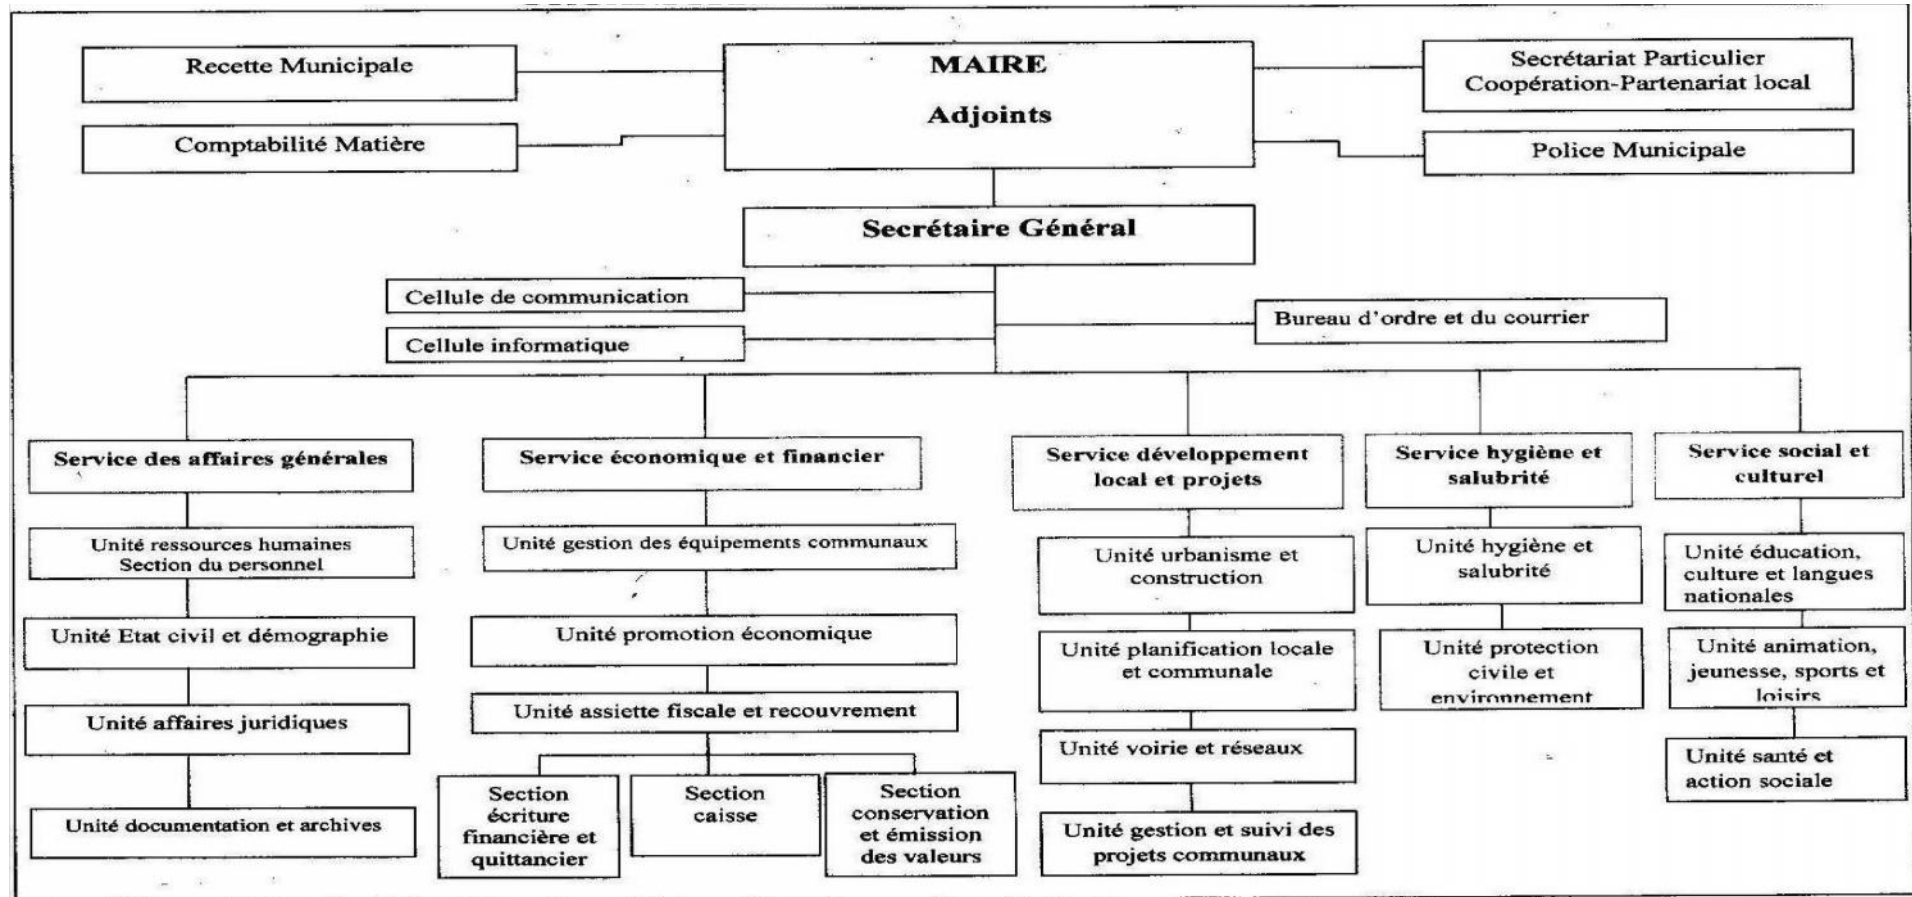 Recette Municipale
MAIRE
Adjoints
Secrétariat Particulier
Coopération-Partenariat local
Comptabilité Matière
Police Municipale
Secrétaire Général
Cellule de communication
Bureau d'ordre et du courrier
Cellule informatique
Service des affaires générales
Unité ressources humaines
Section du personnel
Unité Etat civil et démographie
Unité affaires juridiques
Unité documentation et archives
Service économique et financier
Unité gestion des équipements communaux
Unité promotion économique
Unité assiette fiscale et recouvrement
Section
écriture
financière et
quittancier
Section
caisse
Section
conservation
et émission
des valeurs
Service développement
local et projets
Unité urbanisme et
construction
Unité planification locale
et communale
Unité voirie et réseaux
Unité gestion et suivi des
projets communaux
Service hygiène et
salubrité
Unité hygiène et
salubrité
Unité protection
civile et
environnement
Service social et
culturel
Unité éducation,
culture et langues
nationales
Unité animation,
jeunesse, sports et
loisirs
Unité santé et
action sociale